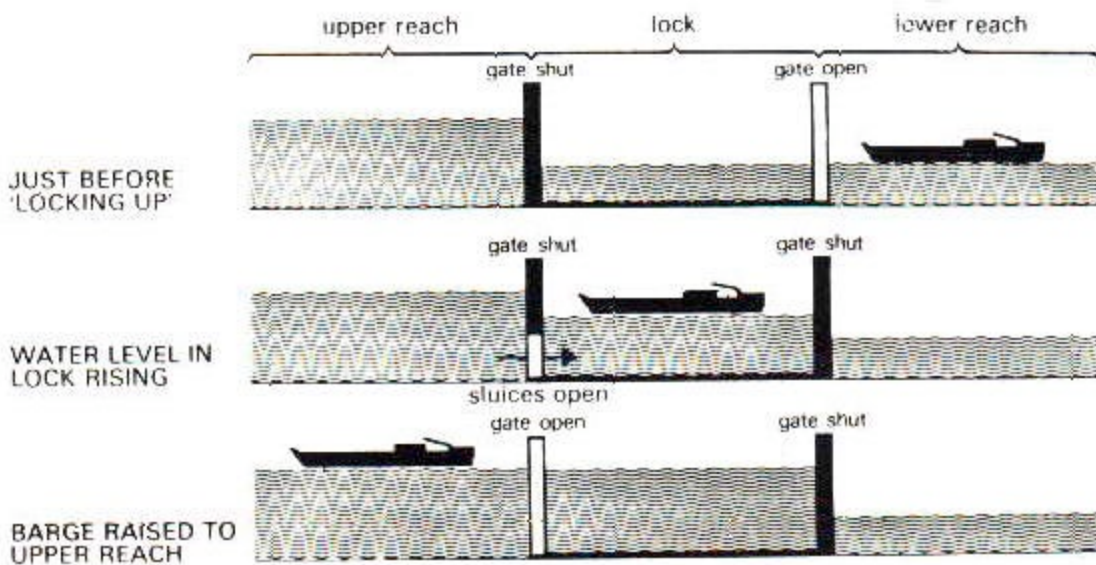 upper reach lock lower reach
gate shut gate open
JUST BEFORE
'LOCKING UP'
gate shut gate shut
WATER LEVEL IN
LOCK RISING
sluices open
gate open gate shut
BARGE RAISED TO
UPPER REACH